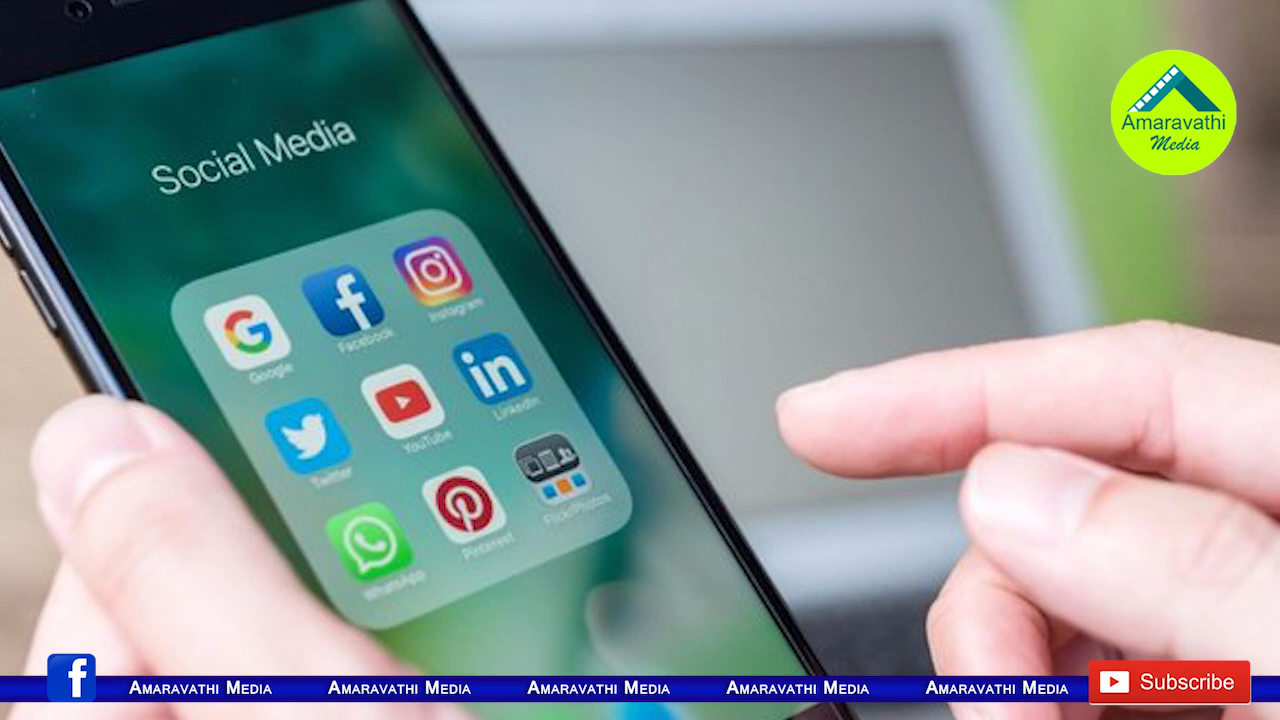 Social Media
Google
Facebook
Instagram
Twitter
YouTube
LinkedIn
WhatsApp
Pinterest
FlickrPhotos
Amaravathi
Media
Amaravathi Media Amaravathi Media Amaravathi Media Amaravathi Media Amaravathi Media
Subscribe